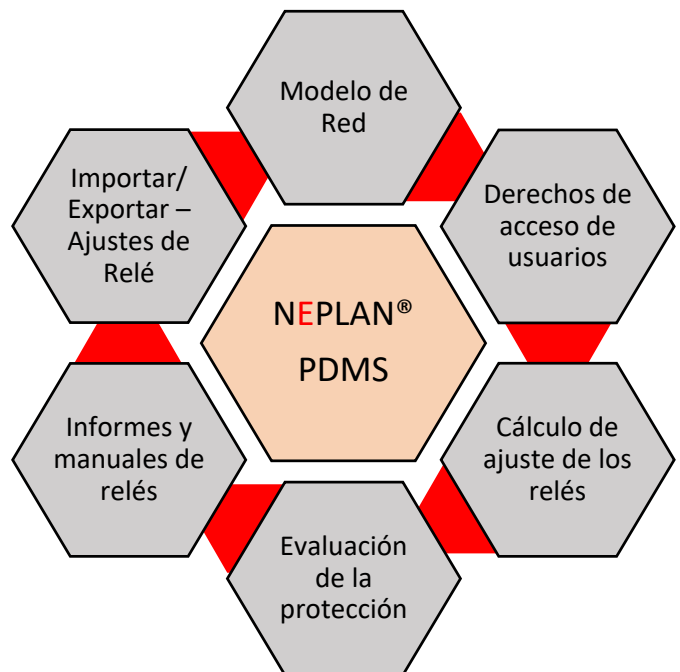 Modelo de
Red
Importar/
Exportar –
Ajustes de
Relé
Derechos de
acceso de
usuarios
NEPLAN®
PDMS
Informes y
manuales de
relés
Cálculo de
ajuste de los
relés
Evaluación
de la
protección